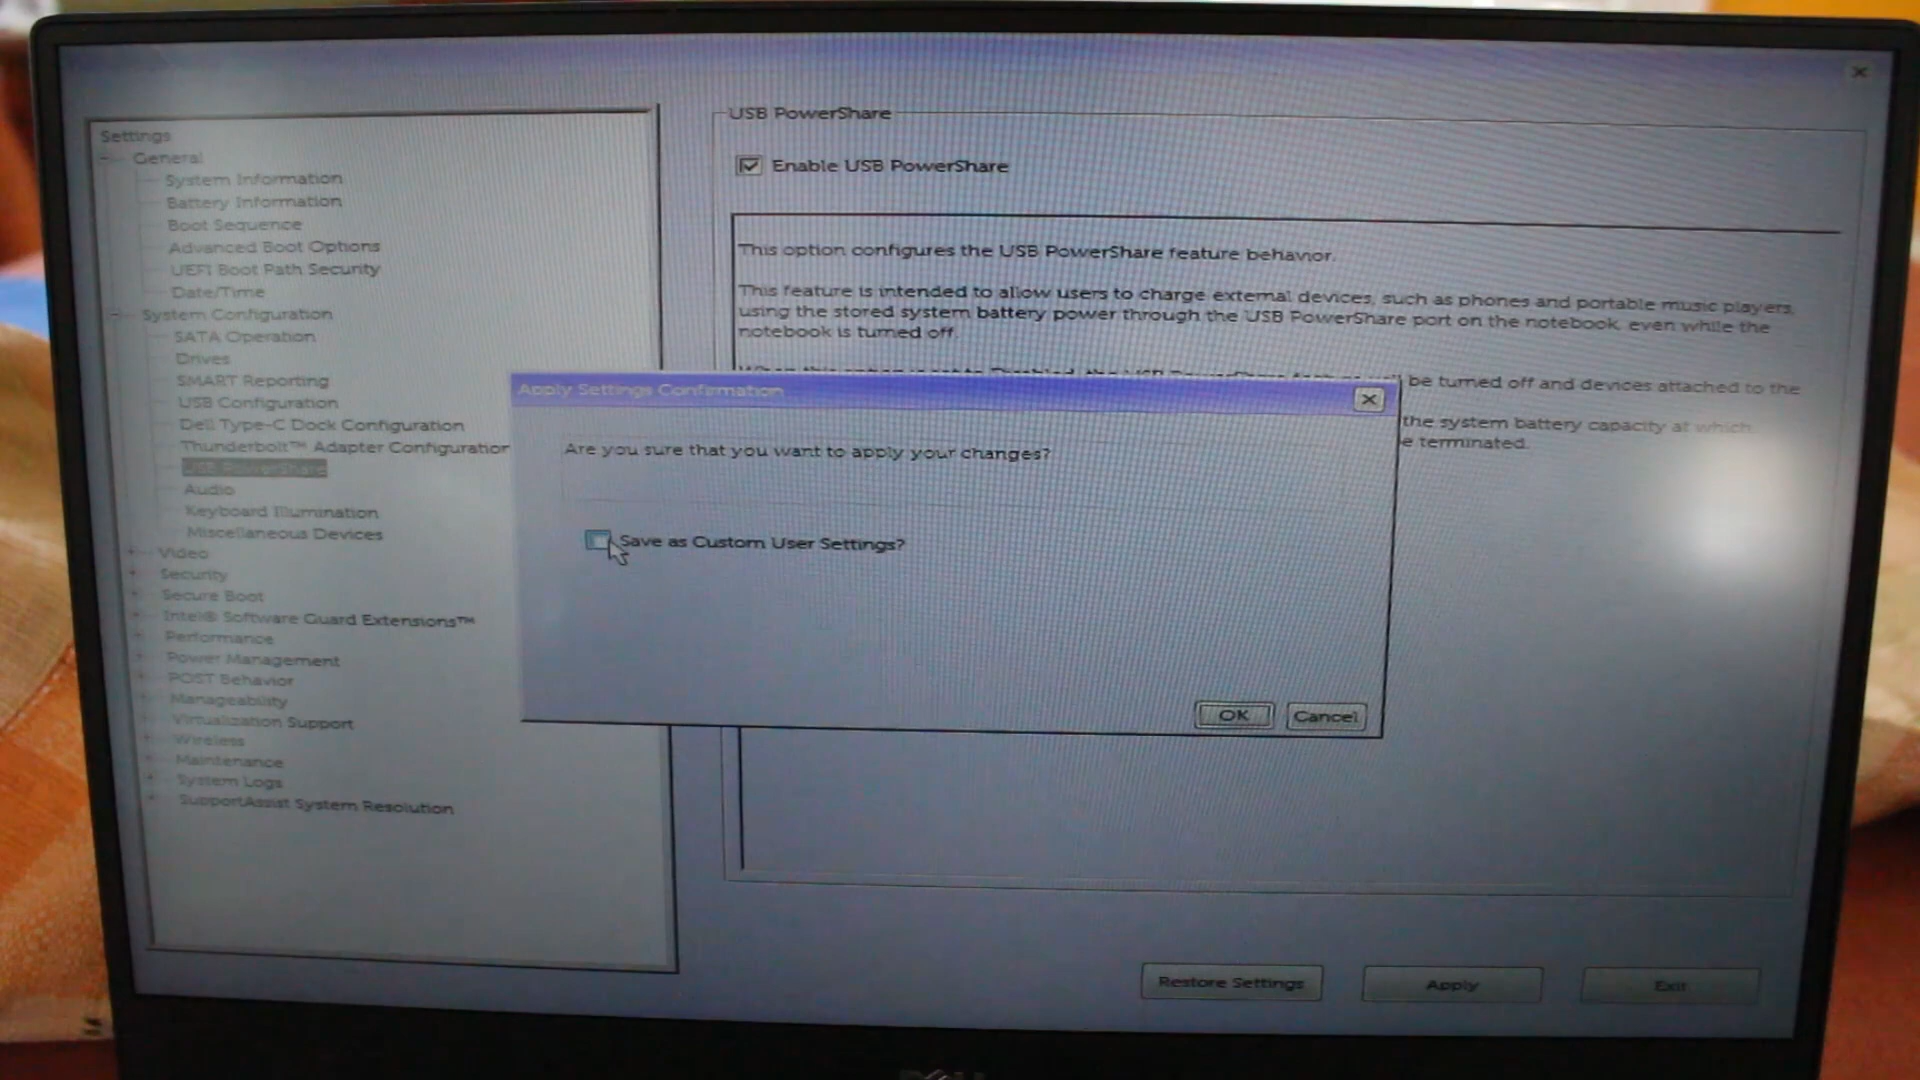 Settings
General
System Information
Battery Information
Boot Sequence
Advanced Boot Options
UEFI Boot Path Security
Date/Time
System Configuration
SATA Operation
Drives
SMART Reporting
USB Configuration
Dell Type-C Dock Configuration
Thunderbolt™ Adapter Configuration
USB PowerShare
Audio
Keyboard Illumination
Miscellaneous Devices
Video
Security
Secure Boot
Intel® Software Guard Extensions™
Performance
Power Management
POST Behavior
Manageability
Virtualization Support
Wireless
Maintenance
System Logs
SupportAssist System Resolution
USB PowerShare
Enable USB PowerShare
This option configures the USB PowerShare feature behavior.
This feature is intended to allow users to charge external devices, such as phones and portable music players,
using the stored system battery power through the USB PowerShare port on the notebook, even while the
notebook is turned off.
be turned off and devices attached to the
the system battery capacity at which
terminated.
Apply Settings Confirmation
Are you sure that you want to apply your changes?
Save as Custom User Settings?
OK
Cancel
Restore Settings
Apply
Exit